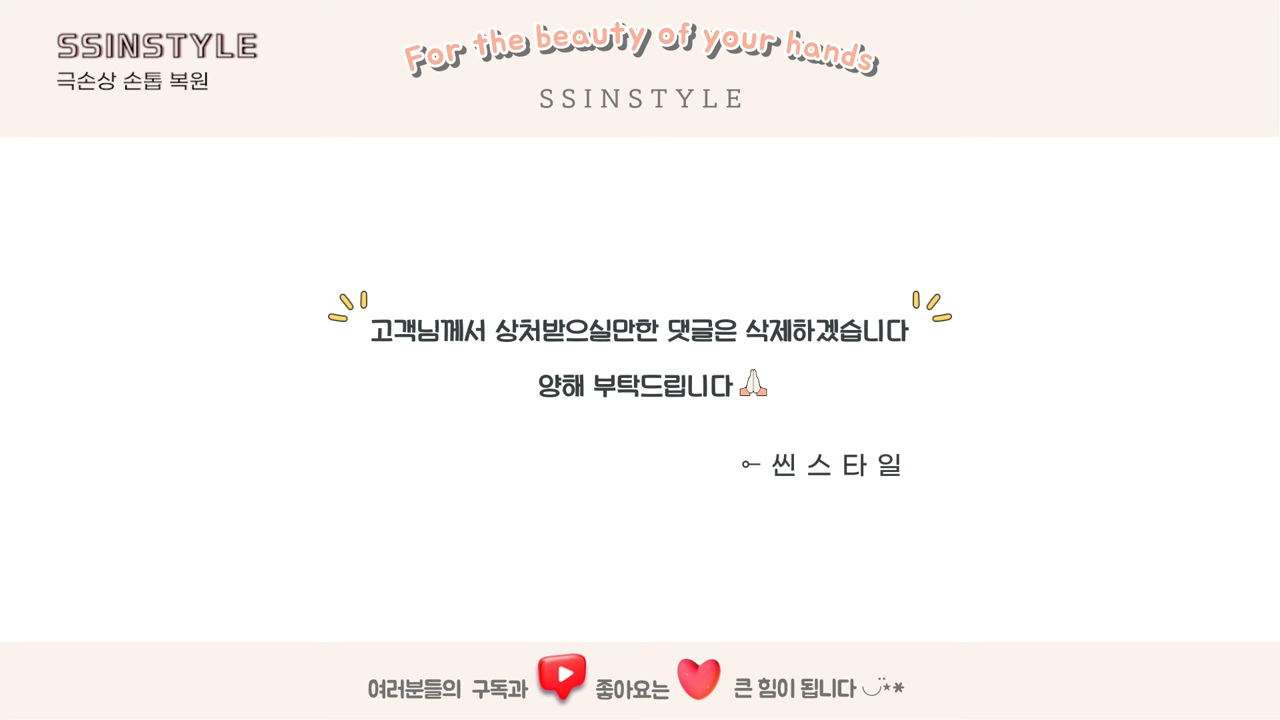 SSINSTYLE
극손상 손톱 복원
For the beauty of your hands
SSINSTYLE
고객님께서 상처받으실만한 댓글은 삭제하겠습니다
양해 부탁드립니다
씬스타일
여러분들의 구독과 좋아요는 큰 힘이 됩니다